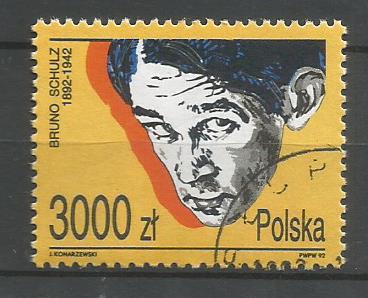 BRUNO SCHULZ
1892-1942
3000 zł
Polska
J. KONARZEWSKI
PWPW 92